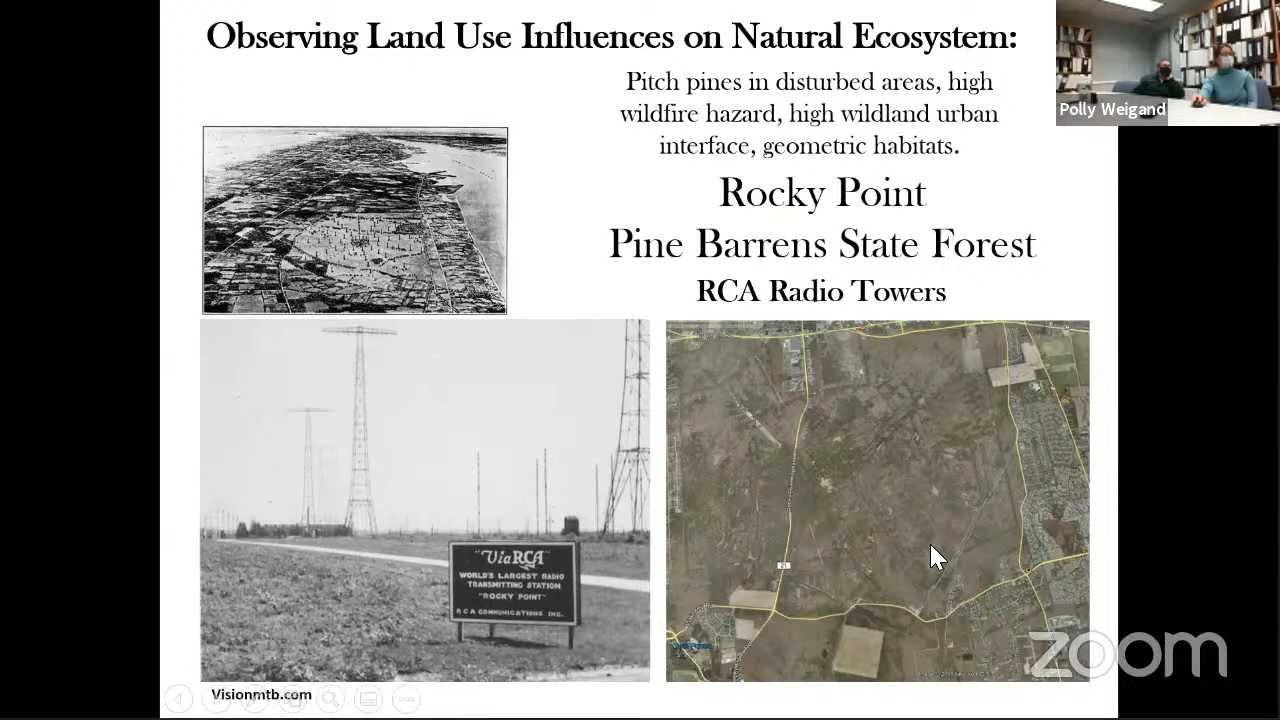 Observing Land Use Influences on Natural Ecosystem:
Pitch pines in disturbed areas, high
wildfire hazard, high wildland urban
interface, geometric habitats.
Rocky Point
Pine Barrens State Forest
RCA Radio Towers
Polly Weigand
"Via RCA"
WORLD'S LARGEST RADIO
TRANSMITTING STATION
"ROCKY POINT"
RCA COMMUNICATIONS INC.
21
zoom
Visionmtb.com